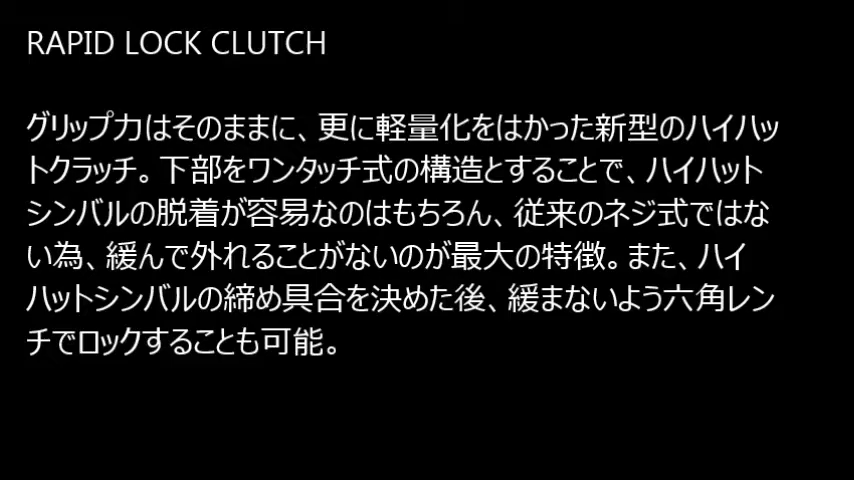 RAPID LOCK CLUTCH
グリップ力はそのままに、更に軽量化をはかった新型のハイハッ
トクラッチ。下部をワンタッチ式の構造とすることで、ハイハット
シンバルの脱着が容易なのはもちろん、従来のネジ式ではな
い為、緩んで外れることがないのが最大の特徴。また、ハイ
ハットシンバルの締め具合を決めた後、緩まないよう六角レン
チでロックすることも可能。